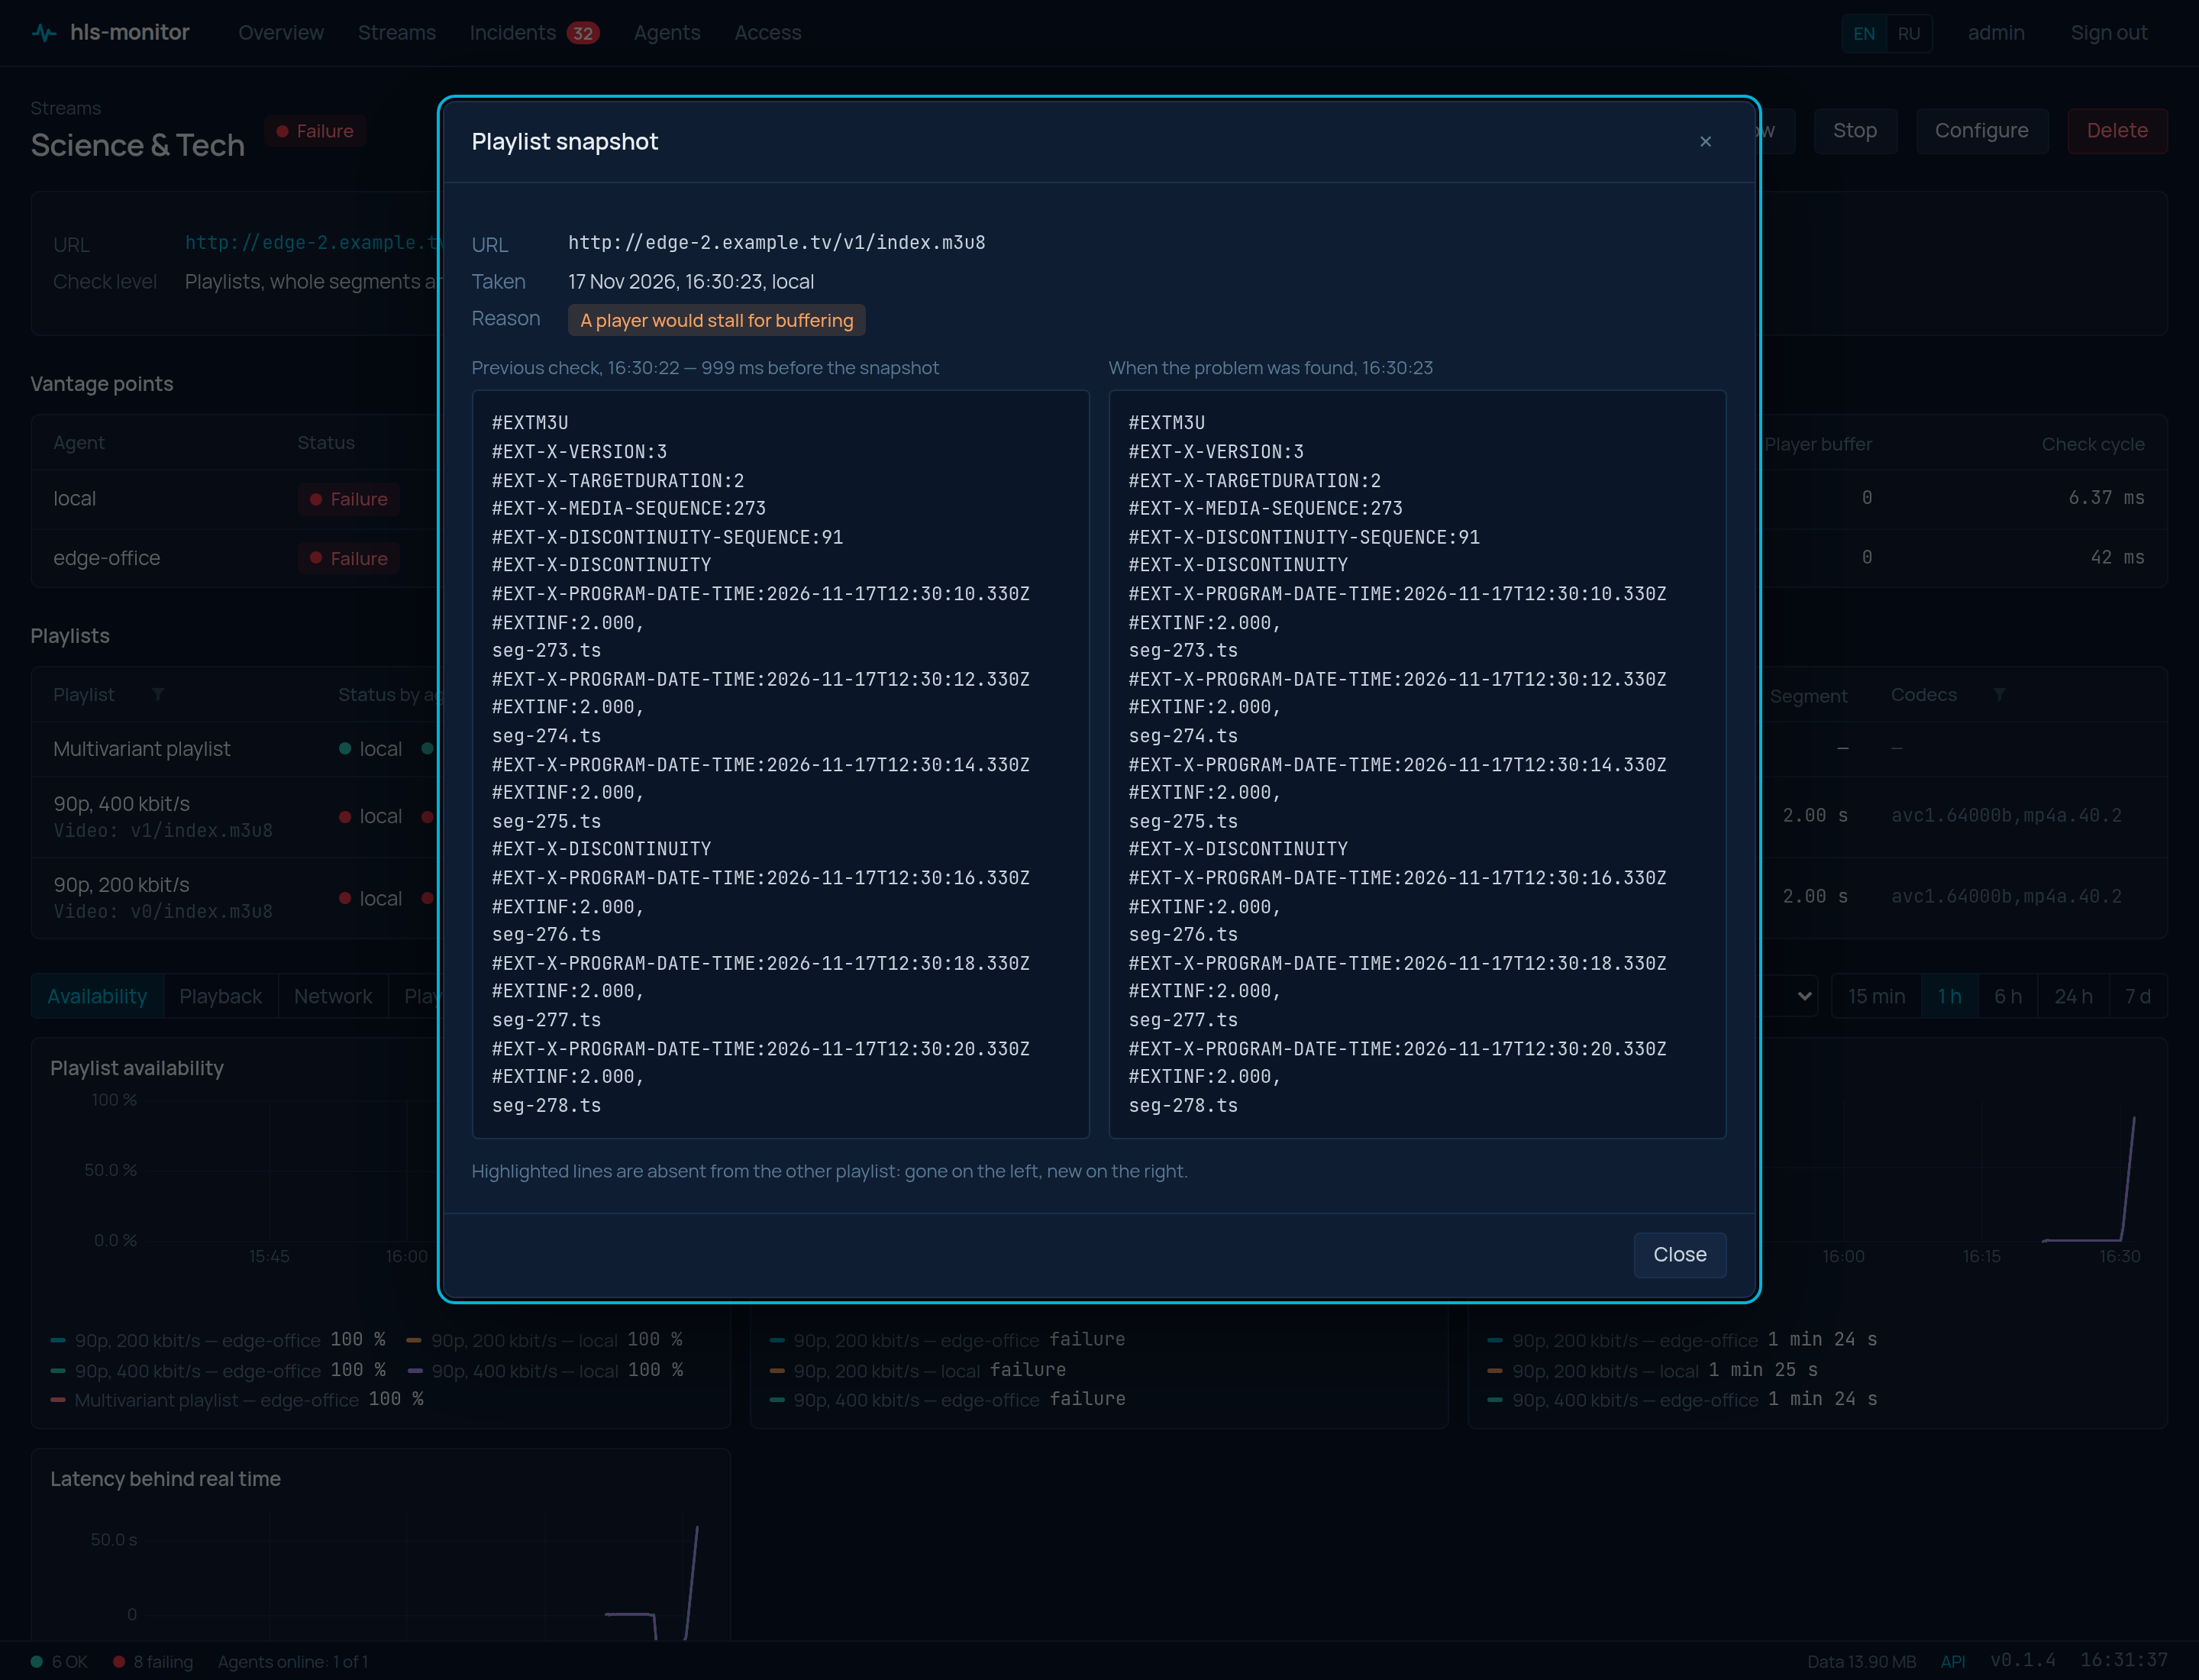 hls-monitor Overview Streams Incidents 32 Agents Access EN RU admin Sign out
Streams
Science & Tech Failure Stop Configure Delete
Playlist snapshot ×
URL http://edge-2.example.tv
Check level Playlists, whole segments
URL http://edge-2.example.tv/v1/index.m3u8
Taken 17 Nov 2026, 16:30:23, local
Reason A player would stall for buffering
Previous check, 16:30:22 — 999 ms before the snapshot
#EXTM3U
#EXT-X-VERSION:3
#EXT-X-TARGETDURATION:2
#EXT-X-MEDIA-SEQUENCE:273
#EXT-X-DISCONTINUITY-SEQUENCE:91
#EXT-X-DISCONTINUITY
#EXT-X-PROGRAM-DATE-TIME:2026-11-17T12:30:10.330Z
#EXTINF:2.000,
seg-273.ts
#EXT-X-PROGRAM-DATE-TIME:2026-11-17T12:30:12.330Z
#EXTINF:2.000,
seg-274.ts
#EXT-X-PROGRAM-DATE-TIME:2026-11-17T12:30:14.330Z
#EXTINF:2.000,
seg-275.ts
#EXT-X-DISCONTINUITY
#EXT-X-PROGRAM-DATE-TIME:2026-11-17T12:30:16.330Z
#EXTINF:2.000,
seg-276.ts
#EXT-X-PROGRAM-DATE-TIME:2026-11-17T12:30:18.330Z
#EXTINF:2.000,
seg-277.ts
#EXT-X-PROGRAM-DATE-TIME:2026-11-17T12:30:20.330Z
#EXTINF:2.000,
seg-278.ts
When the problem was found, 16:30:23
#EXTM3U
#EXT-X-VERSION:3
#EXT-X-TARGETDURATION:2
#EXT-X-MEDIA-SEQUENCE:273
#EXT-X-DISCONTINUITY-SEQUENCE:91
#EXT-X-DISCONTINUITY
#EXT-X-PROGRAM-DATE-TIME:2026-11-17T12:30:10.330Z
#EXTINF:2.000,
seg-273.ts
#EXT-X-PROGRAM-DATE-TIME:2026-11-17T12:30:12.330Z
#EXTINF:2.000,
seg-274.ts
#EXT-X-PROGRAM-DATE-TIME:2026-11-17T12:30:14.330Z
#EXTINF:2.000,
seg-275.ts
#EXT-X-DISCONTINUITY
#EXT-X-PROGRAM-DATE-TIME:2026-11-17T12:30:16.330Z
#EXTINF:2.000,
seg-276.ts
#EXT-X-PROGRAM-DATE-TIME:2026-11-17T12:30:18.330Z
#EXTINF:2.000,
seg-277.ts
#EXT-X-PROGRAM-DATE-TIME:2026-11-17T12:30:20.330Z
#EXTINF:2.000,
seg-278.ts
Highlighted lines are absent from the other playlist: gone on the left, new on the right.
Close
Vantage points
Agent Status Player buffer Check cycle
local Failure 0 6.37 ms
edge-office Failure 0 42 ms
Playlists
Playlist Status by Segment Codecs
Multivariant playlist local — —
90p, 400 kbit/s local 2.00 s avc1.64000b,mp4a.40.2
Video: v1/index.m3u8
90p, 200 kbit/s local 2.00 s avc1.64000b,mp4a.40.2
Video: v0/index.m3u8
Availability Playback Network 15 min 1 h 6 h 24 h 7 d
Playlist availability
100 %
50.0 %
0.0 %
15:45 16:00
16:00 16:15 16:30
90p, 200 kbit/s — edge-office 100 % 90p, 200 kbit/s — local 100 %
90p, 400 kbit/s — edge-office 100 % 90p, 400 kbit/s — local 100 %
Multivariant playlist — edge-office 100 %
90p, 200 kbit/s — edge-office failure
90p, 200 kbit/s — local failure
90p, 400 kbit/s — edge-office failure
90p, 200 kbit/s — edge-office 1 min 24 s
90p, 200 kbit/s — local 1 min 25 s
90p, 400 kbit/s — edge-office 1 min 24 s
Latency behind real time
50.0 s
0
6 OK 8 failing Agents online: 1 of 1 Data 13.90 MB API v0.1.4 16:31:37